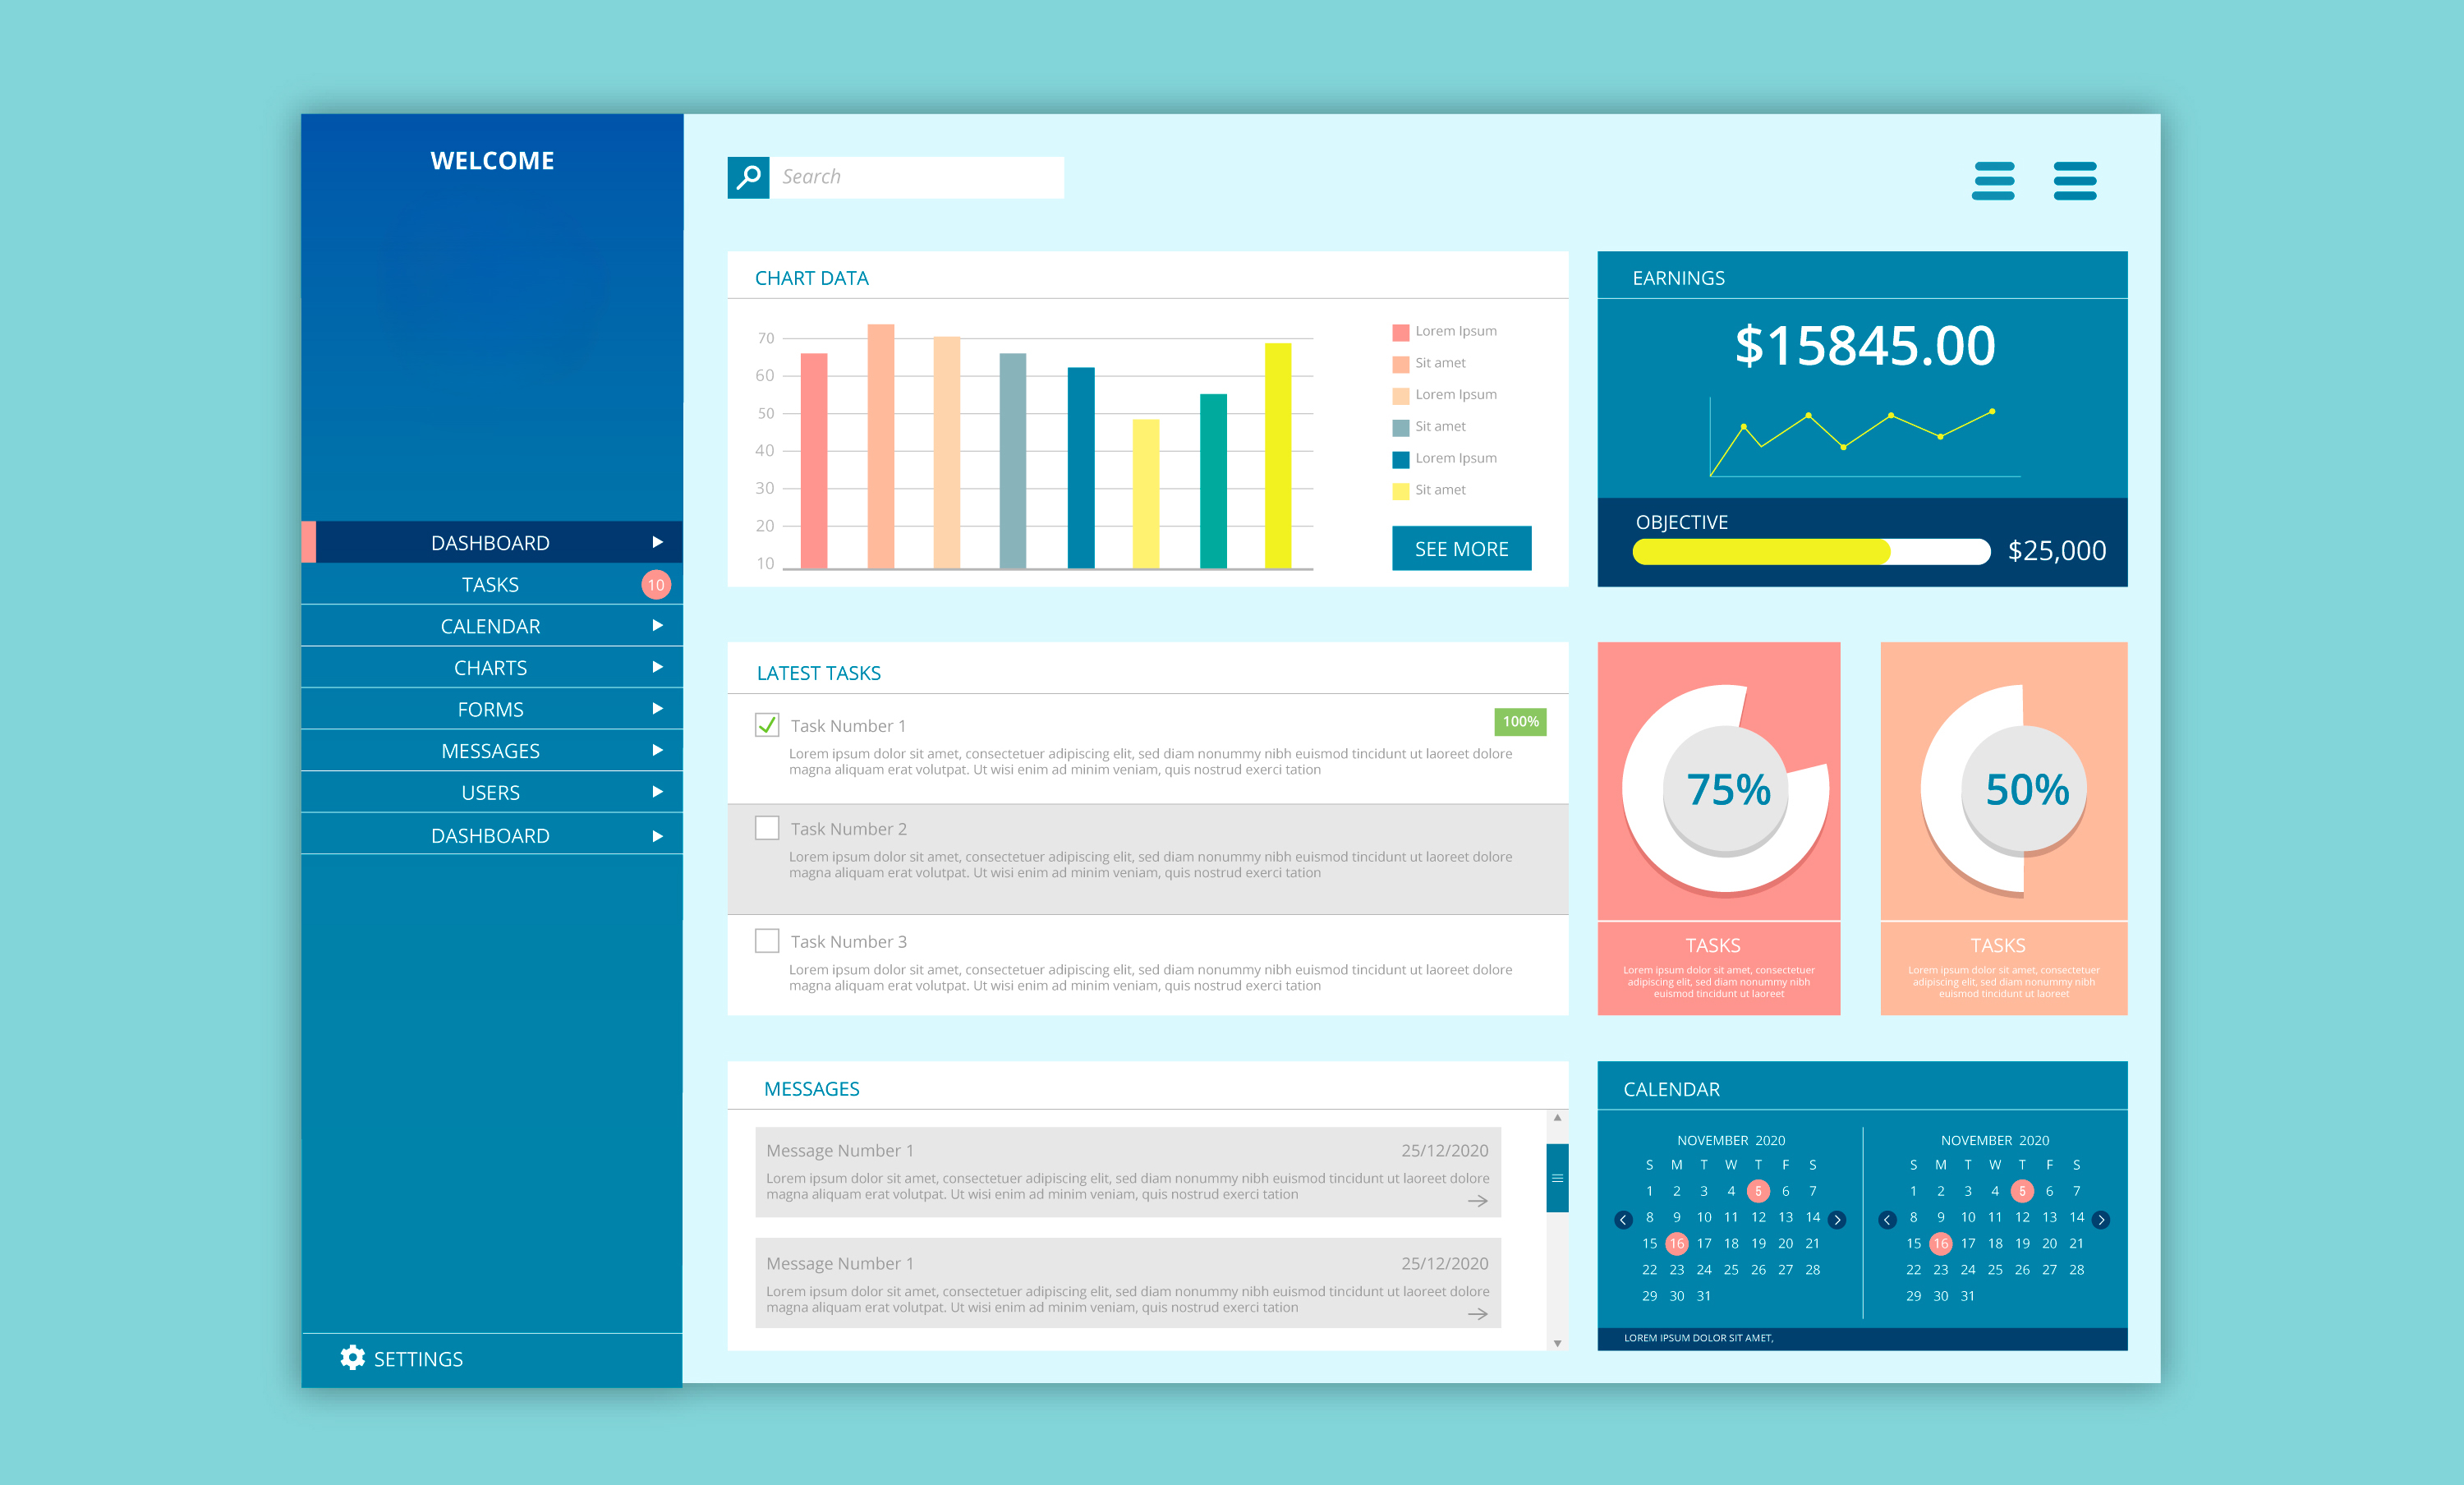 WELCOME
DASHBOARD
TASKS 10
CALENDAR
CHARTS
FORMS
MESSAGES
USERS
DASHBOARD
SETTINGS
Search
CHART DATA
70
60
50
40
30
20
10
Lorem Ipsum
Sit amet
Lorem Ipsum
Sit amet
Lorem Ipsum
Sit amet
SEE MORE
EARNINGS
$15845.00
OBJECTIVE
$25,000
LATEST TASKS
Task Number 1 100%
Lorem ipsum dolor sit amet, consectetuer adipiscing elit, sed diam nonummy nibh euismod tincidunt ut laoreet dolore
magna aliquam erat volutpat. Ut wisi enim ad minim veniam, quis nostrud exerci tation
Task Number 2
Lorem ipsum dolor sit amet, consectetuer adipiscing elit, sed diam nonummy nibh euismod tincidunt ut laoreet dolore
magna aliquam erat volutpat. Ut wisi enim ad minim veniam, quis nostrud exerci tation
Task Number 3
Lorem ipsum dolor sit amet, consectetuer adipiscing elit, sed diam nonummy nibh euismod tincidunt ut laoreet dolore
magna aliquam erat volutpat. Ut wisi enim ad minim veniam, quis nostrud exerci tation
75%
TASKS
Lorem ipsum dolor sit amet, consectetuer
adipiscing elit, sed diam nonummy nibh
euismod tincidunt ut laoreet
50%
TASKS
Lorem ipsum dolor sit amet, consectetuer
adipiscing elit, sed diam nonummy nibh
euismod tincidunt ut laoreet
MESSAGES
Message Number 1 25/12/2020
Lorem ipsum dolor sit amet, consectetuer adipiscing elit, sed diam nonummy nibh euismod tincidunt ut laoreet dolore
magna aliquam erat volutpat. Ut wisi enim ad minim veniam, quis nostrud exerci tation
Message Number 1 25/12/2020
Lorem ipsum dolor sit amet, consectetuer adipiscing elit, sed diam nonummy nibh euismod tincidunt ut laoreet dolore
magna aliquam erat volutpat. Ut wisi enim ad minim veniam, quis nostrud exerci tation
CALENDAR
NOVEMBER 2020
S M T W T F S
1 2 3 4 5 6 7
8 9 10 11 12 13 14
15 16 17 18 19 20 21
22 23 24 25 26 27 28
29 30 31
NOVEMBER 2020
S M T W T F S
1 2 3 4 5 6 7
8 9 10 11 12 13 14
15 16 17 18 19 20 21
22 23 24 25 26 27 28
29 30 31
LOREM IPSUM DOLOR SIT AMET,